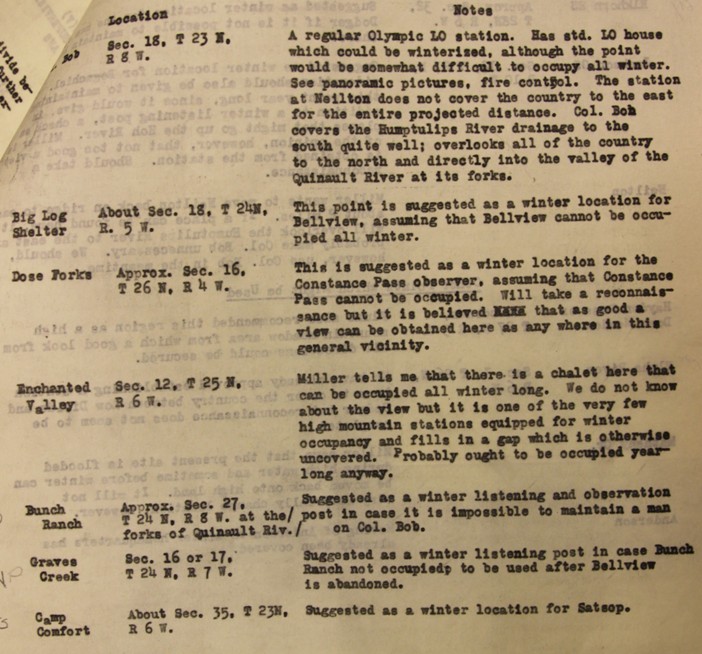 Location Notes
Bob Sec. 18, T 23 N, A regular Olympic LO station. Has std. LO house
R 8 W. which could be winterized, although the point
would be somewhat difficult to occupy all winter.
See panoramic pictures, fire control. The station
at Neilton does not cover the country to the east
for the entire projected distance. Col. Bob
covers the Humptulips River drainage to the
south quite well; overlooks all of the country
to the north and directly into the valley of the
Quinault River at its forks.
Big Log About Sec. 18, T 24N, This point is suggested as a winter location for
Shelter R. 5 W. Bellview, assuming that Bellview cannot be occu-
pied all winter.
Dose Forks Approx. Sec. 16, This is suggested as a winter location for the
T 26 N, R 4 W. Constance Pass observer, assuming that Constance
Pass cannot be occupied. Will take a reconnais-
sance but it is believed that as good a
view can be obtained here as any where in this
general vicinity.
Enchanted Sec. 12, T 25 N, Miller tells me that there is a chalet here that
Valley R 6 W. can be occupied all winter long. We do not know
about the view but it is one of the very few
high mountain stations equipped for winter
occupancy and fills in a gap which is otherwise
uncovered. Probably ought to be occupied year-
long anyway.
Bunch Approx. Sec. 27, Suggested as a winter listening and observation
Ranch T 24 N, R 8 W. at the/ post in case it is impossible to maintain a man
forks of Quinault Riv./ on Col. Bob.
Graves Sec. 16 or 17, Suggested as a winter listening post in case Bunch
Creek T 24 N, R 7 W. Ranch not occupiedp to be used after Bellview
is abandoned.
Camp About Sec. 35, T 23N, Suggested as a winter location for Satsop.
Comfort R 6 W.